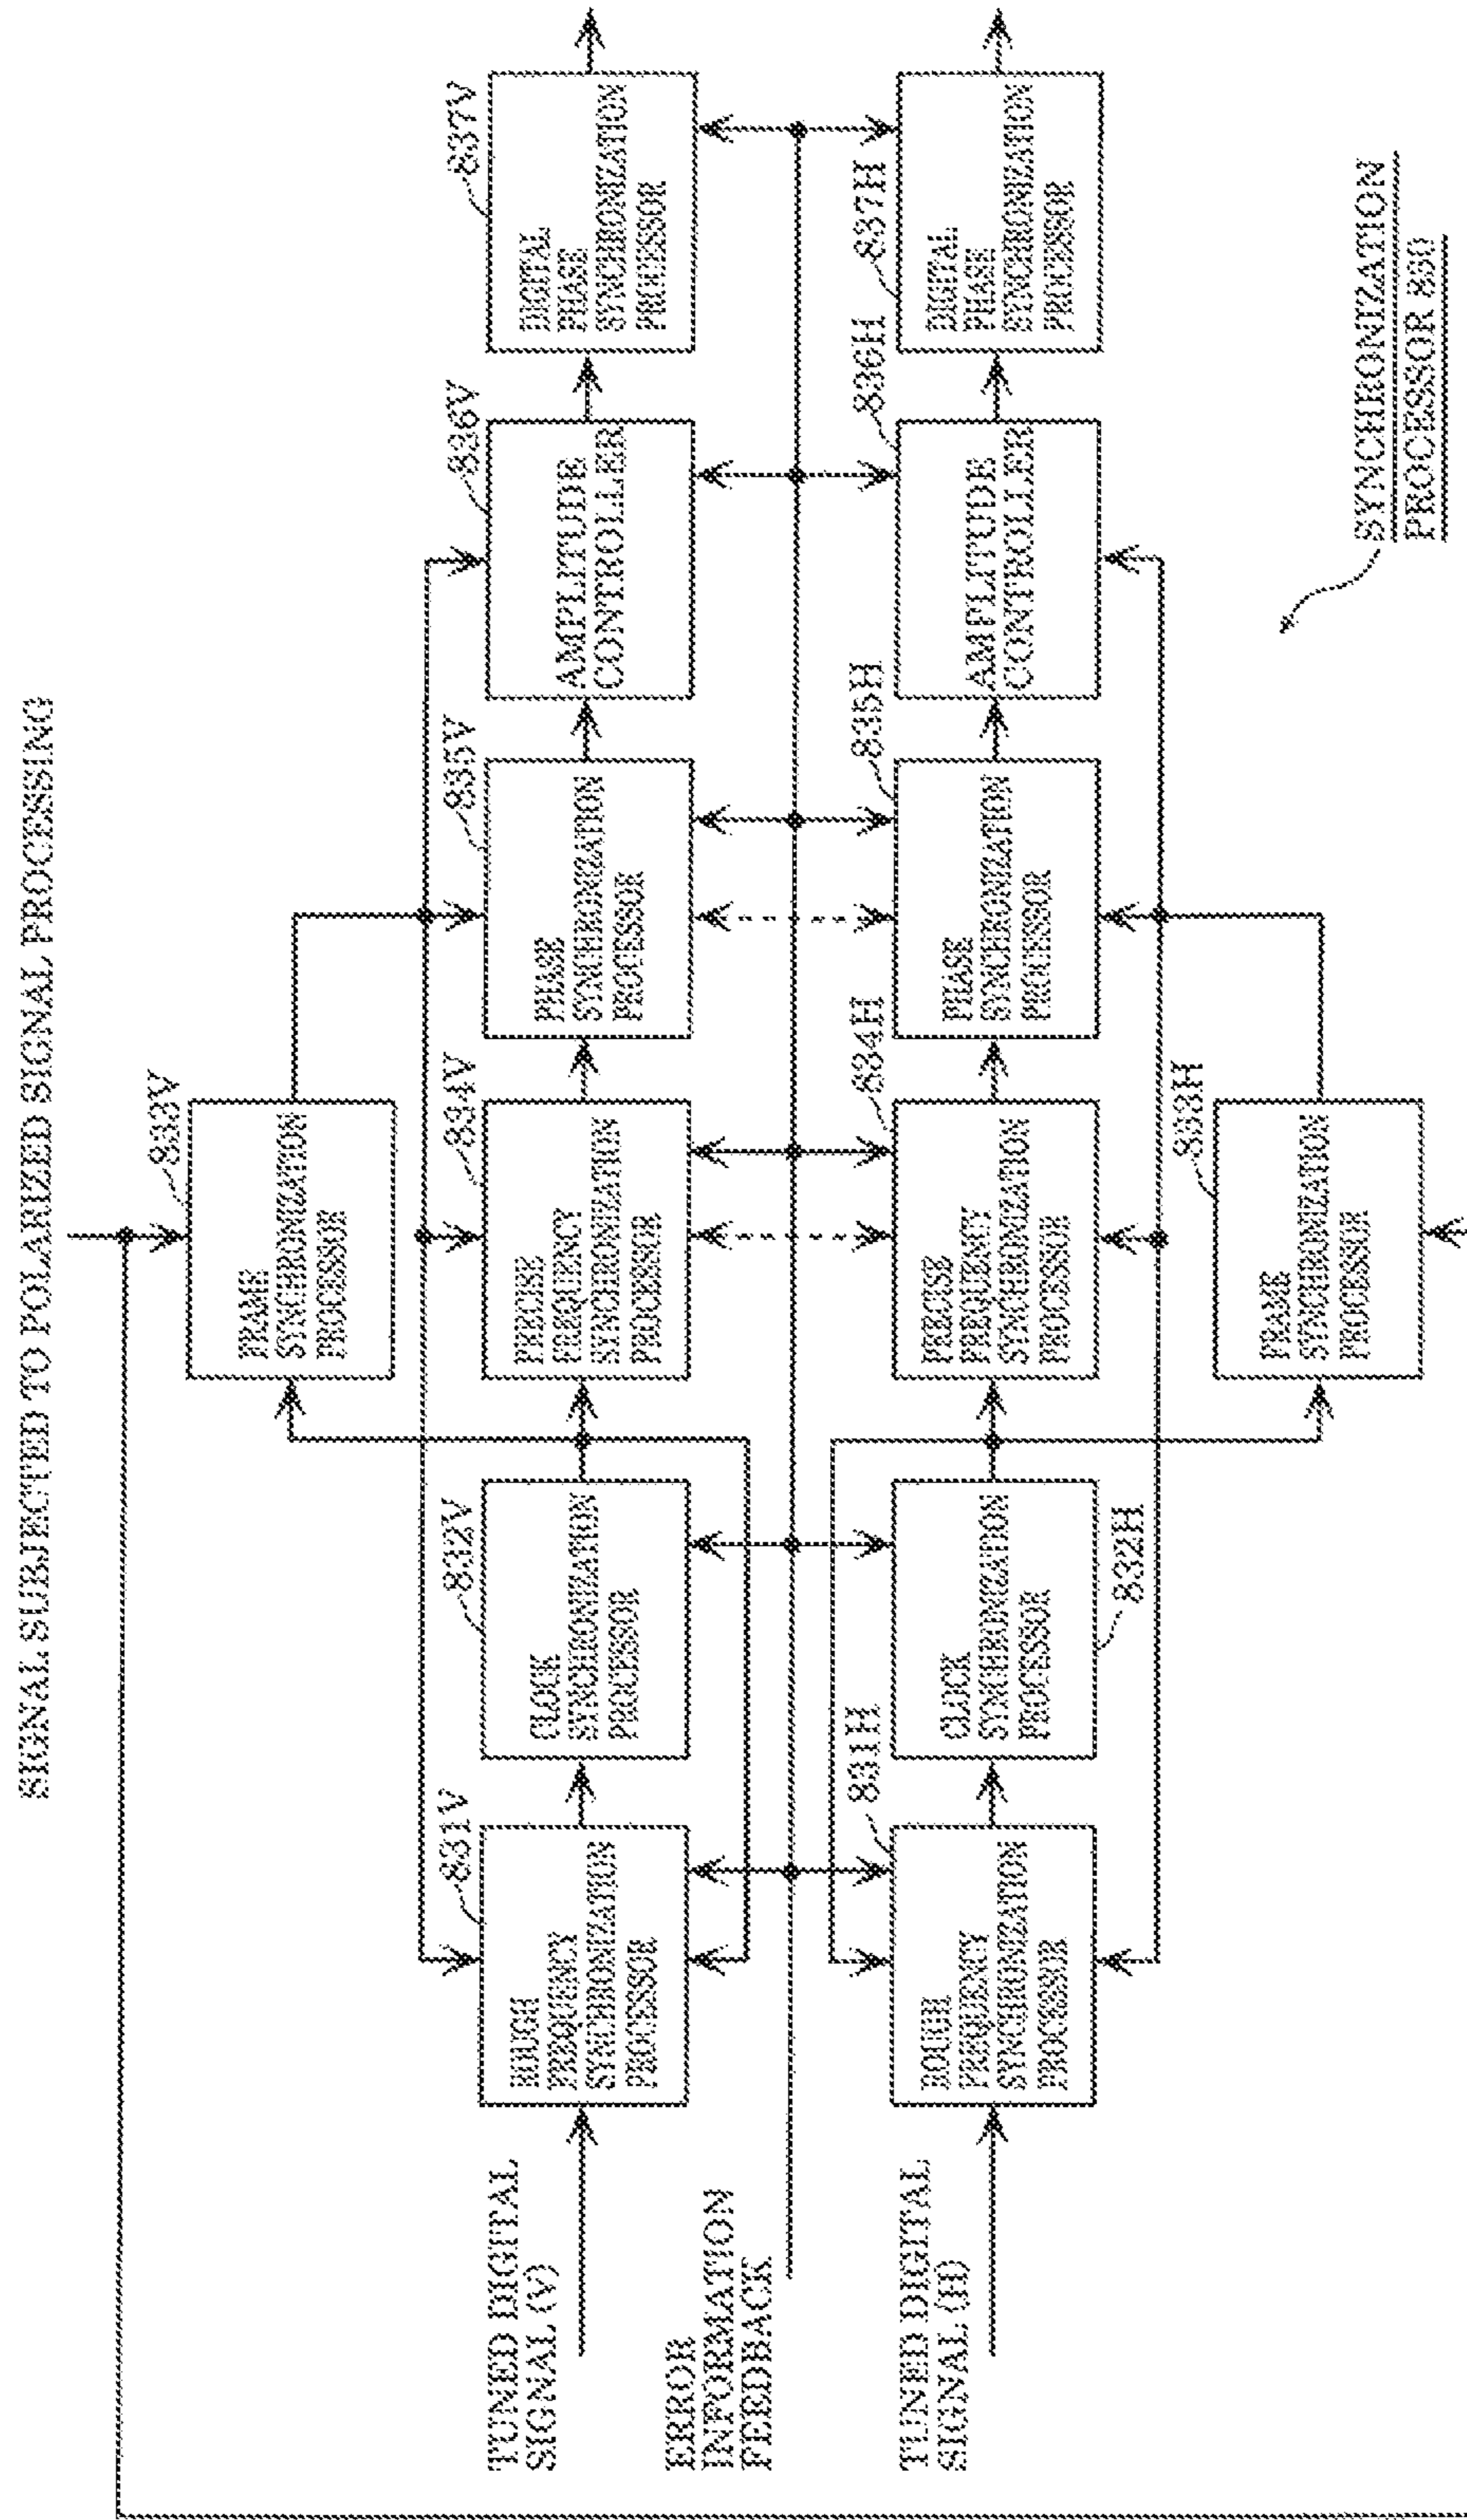 SIGNAL SUBJECTED TO POLARIZED SIGNAL PROCESSING
833V
FRAME
SYNCHRONIZATION
PROCESSOR
831V
832V
834V
835V
836V
837V
TUNED DIGITAL
SIGNAL (V)
ROUGH
FREQUENCY
SYNCHRONIZATION
PROCESSOR
CLOCK
SYNCHRONIZATION
PROCESSOR
PRECISE
FREQUENCY
SYNCHRONIZATION
PROCESSOR
PHASE
SYNCHRONIZATION
PROCESSOR
AMPLITUDE
CONTROLLER
DIGITAL
PHASE
SYNCHRONIZATION
PROCESSOR
ERROR
INFORMATION
FEEDBACK
831H
834H
835H
836H
837H
TUNED DIGITAL
SIGNAL (H)
ROUGH
FREQUENCY
SYNCHRONIZATION
PROCESSOR
CLOCK
SYNCHRONIZATION
PROCESSOR
PRECISE
FREQUENCY
SYNCHRONIZATION
PROCESSOR
PHASE
SYNCHRONIZATION
PROCESSOR
AMPLITUDE
CONTROLLER
DIGITAL
PHASE
SYNCHRONIZATION
PROCESSOR
832H
833H
FRAME
SYNCHRONIZATION
PROCESSOR
SYNCHRONIZATION
PROCESSOR 830